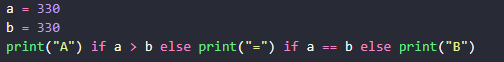 a = 330
b = 330
print("A") if a > b else print("=") if a == b else print("B")